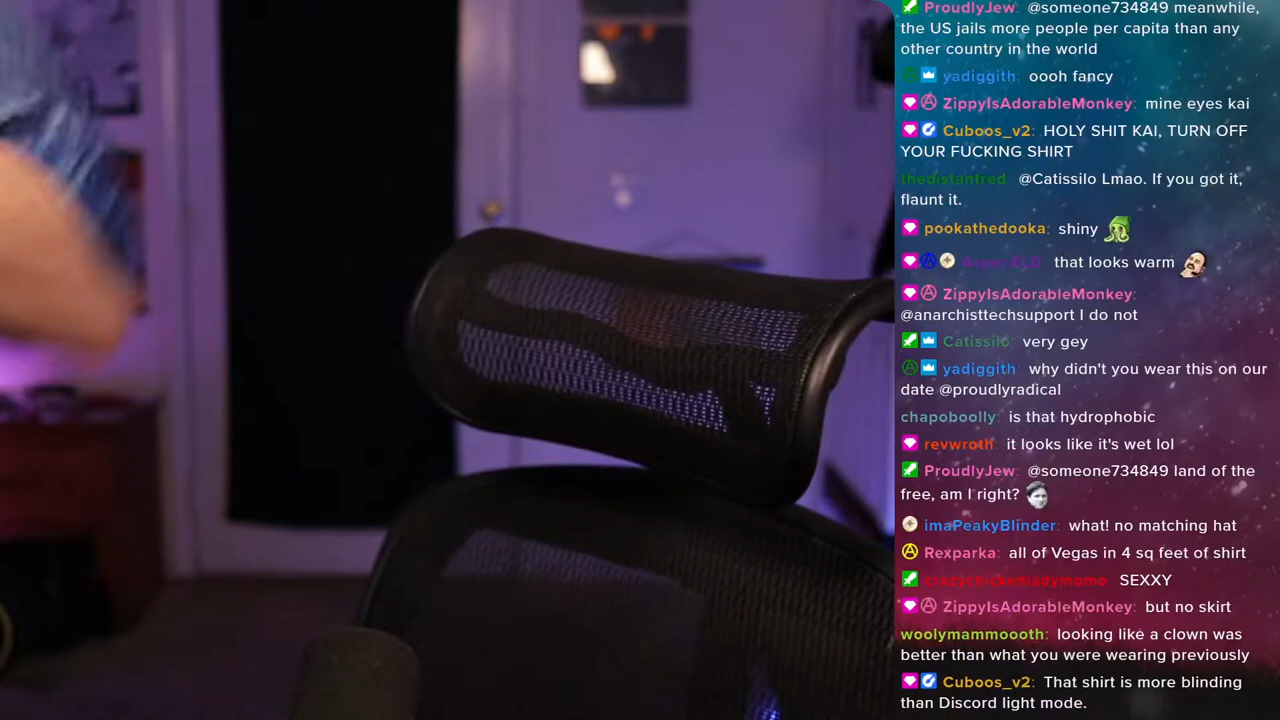 ProudlyJew: @someone734849 meanwhile,
the US jails more people per capita than any
other country in the world
yadiggith: oooh fancy
ZippyIsAdorableMonkey: mine eyes kai
Cuboos_v2: HOLY SHIT KAI, TURN OFF
YOUR FUCKING SHIRT
thedistantred @Catissilo Lmao. If you got it,
flaunt it.
pookathedooka: shiny
that looks warm
ZippyIsAdorableMonkey:
@anarchisttechsupport I do not
Catissilo: very gey
yadiggith: why didn't you wear this on our
date @proudlyradical
chapoboolly: is that hydrophobic
revwroth: it looks like it's wet lol
ProudlyJew: @someone734849 land of the
free, am I right?
imaPeakyBlinder: what! no matching hat
Rexparka: all of Vegas in 4 sq feet of shirt
crazychickenladymomo SEXXY
ZippyIsAdorableMonkey: but no skirt
woolymammoooth: looking like a clown was
better than what you were wearing previously
Cuboos_v2: That shirt is more blinding
than Discord light mode.